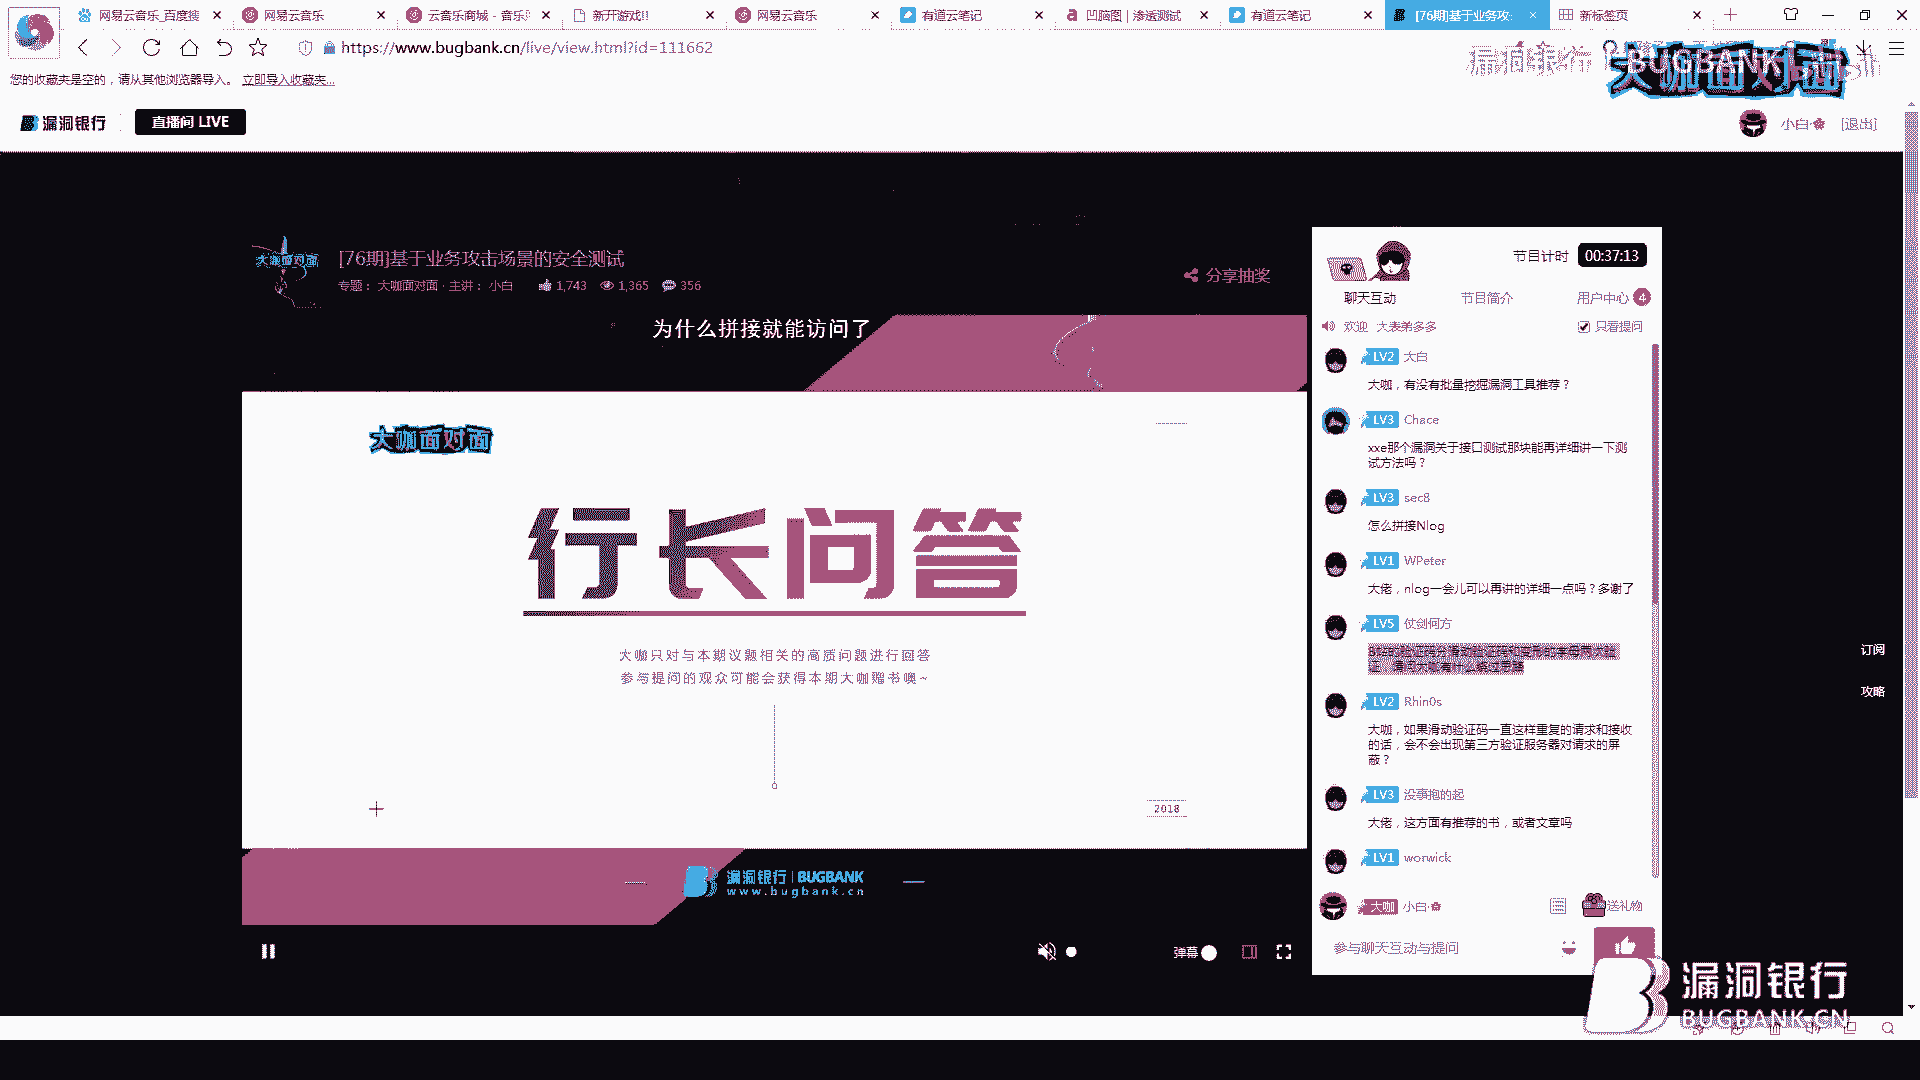 网易云音乐_百度搜
网易云音乐
云音乐商城 - 音乐
新开游戏!!!
网易云音乐
有道云笔记
凹脑图 | 渗透测试
有道云笔记
[76期]基于业务攻
新标签页
https://www.bugbank.cn/live/view.html?id=111662
您的收藏夹是空的，请从其他浏览器导入。 立即导入收藏夹...
漏洞银行 BUGBANK
大咖面对面
漏洞银行
直播间 LIVE
小白
[退出]
大咖面对面
[76期]基于业务攻击场景的安全测试
专题： 大咖面对面 · 主讲： 小白 1,743 1,365 356
分享抽奖
为什么拼接就能访问了
大咖面对面
行长问答
大咖只对与本期议题相关的高质问题进行回答
参与提问的观众可能会获得本期大咖赠书噢~
2018
漏洞银行 | BUGBANK
www.bugbank.cn
弹幕
节目计时 00:37:13
聊天互动 节目简介 用户中心 4
欢迎 大表弟多多 只看提问
LV2 大白
大咖，有没有批量挖掘漏洞工具推荐？
LV3 Chace
xxe那个漏洞关于接口测试那块能再详细讲一下测
试方法吗？
LV3 sec8
怎么拼接Nlog
LV1 WPeter
大佬，nlog一会儿可以再讲的详细一点吗？多谢了
LV5 仗剑何方
LV2 Rhin0s
大咖，如果滑动验证码一直这样重复的请求和接收
的话，会不会出现第三方验证服务器对请求的屏
蔽？
LV3 没事抱的起
大佬，这方面有推荐的书，或者文章吗
LV1 worwick
大咖 小白
送礼物
参与聊天互动与提问
订阅
攻略
漏洞银行
BUGBANK.CN